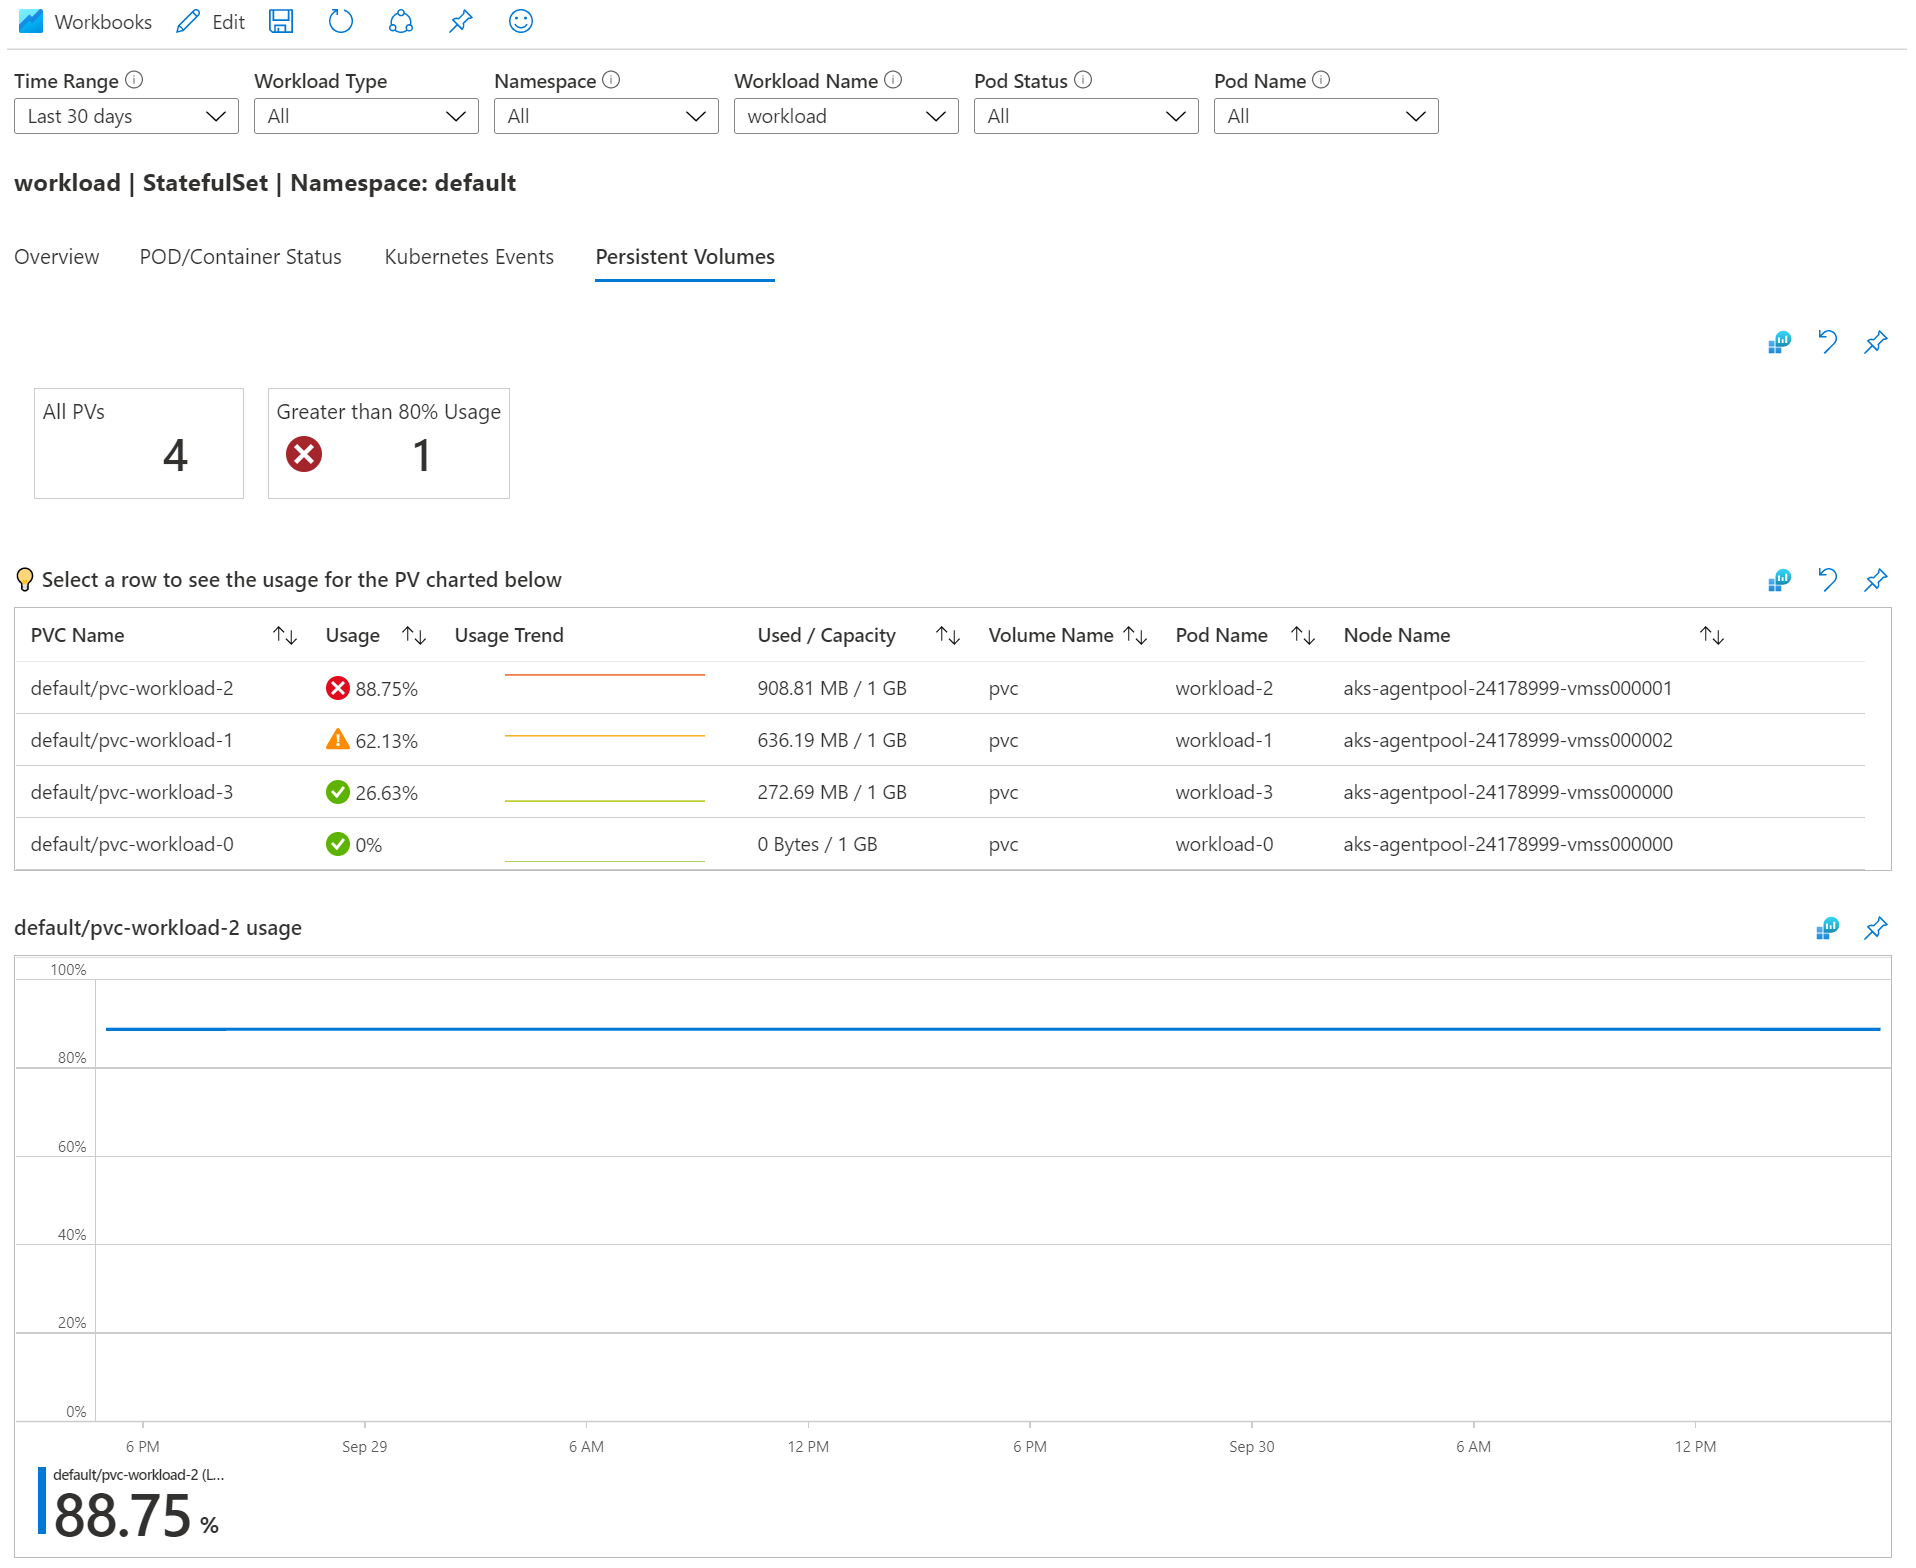 Workbooks Edit
Time Range Workload Type Namespace Workload Name Pod Status Pod Name
Last 30 days All All workload All All
workload | StatefulSet | Namespace: default
Overview POD/Container Status Kubernetes Events Persistent Volumes
All PVs Greater than 80% Usage
4 1
Select a row to see the usage for the PV charted below
PVC Name Usage Usage Trend Used / Capacity Volume Name Pod Name Node Name
default/pvc-workload-2 88.75% 908.81 MB / 1 GB pvc workload-2 aks-agentpool-24178999-vmss000001
default/pvc-workload-1 62.13% 636.19 MB / 1 GB pvc workload-1 aks-agentpool-24178999-vmss000002
default/pvc-workload-3 26.63% 272.69 MB / 1 GB pvc workload-3 aks-agentpool-24178999-vmss000000
default/pvc-workload-0 0% 0 Bytes / 1 GB pvc workload-0 aks-agentpool-24178999-vmss000000
default/pvc-workload-2 usage
100%
80%
60%
40%
20%
0%
6 PM Sep 29 6 AM 12 PM 6 PM Sep 30 6 AM 12 PM
default/pvc-workload-2 (L...
88.75 %